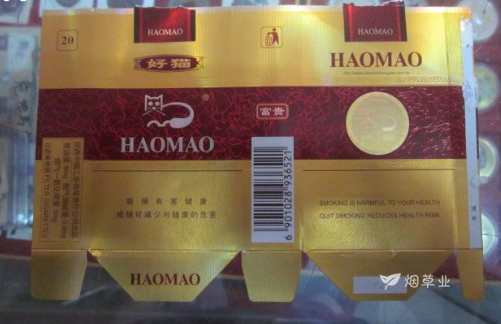 20
好猫
HAOMAO
HAOMAO
®
富贵
吸烟有害健康
戒烟可减少对健康的危害
6 901028 936521
SMOKING IS HARMFUL TO YOUR HEALTH
QUIT SMOKING REDUCES HEALTH RISK
HAOMAO
HAOMAO
烟草业